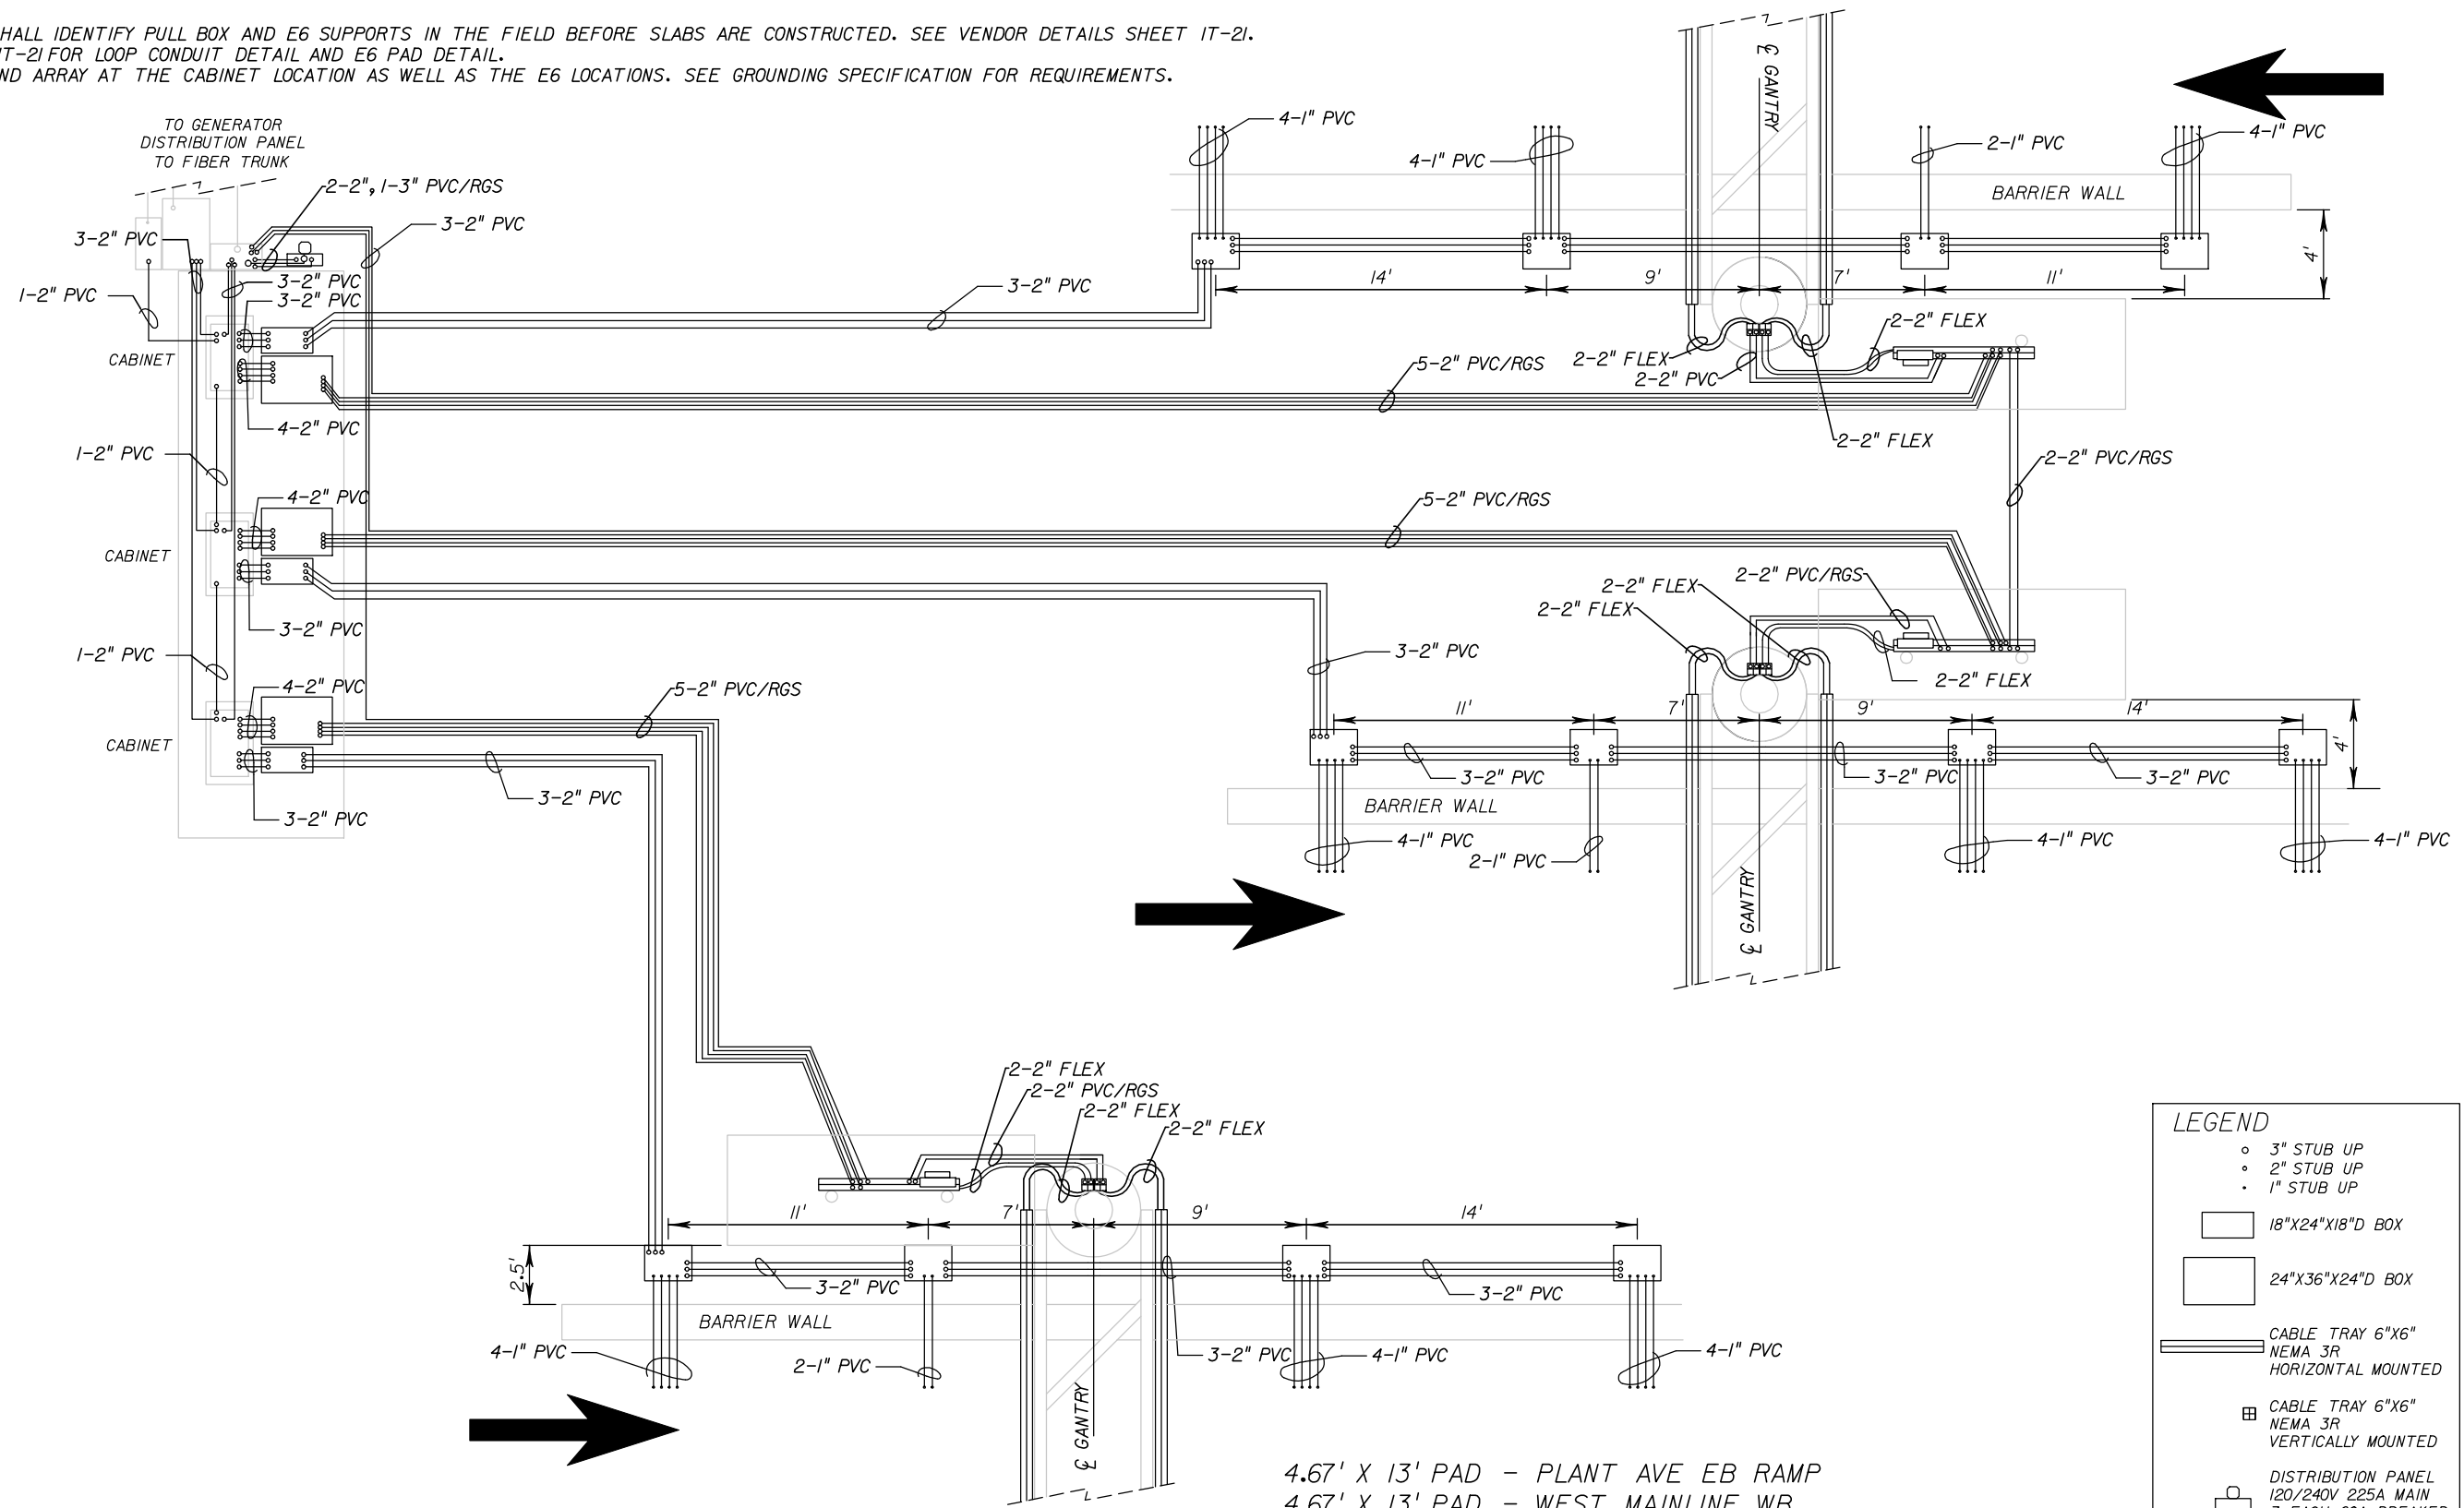 HALL IDENTIFY PULL BOX AND E6 SUPPORTS IN THE FIELD BEFORE SLABS ARE CONSTRUCTED. SEE VENDOR DETAILS SHEET IT-21.
IT-21 FOR LOOP CONDUIT DETAIL AND E6 PAD DETAIL.
ND ARRAY AT THE CABINET LOCATION AS WELL AS THE E6 LOCATIONS. SEE GROUNDING SPECIFICATION FOR REQUIREMENTS.
TO GENERATOR
DISTRIBUTION PANEL
TO FIBER TRUNK
2-2", 1-3" PVC/RGS
3-2" PVC
3-2" PVC
3-2" PVC
3-2" PVC
1-2" PVC
CABINET
4-2" PVC
1-2" PVC
4-2" PVC
CABINET
3-2" PVC
1-2" PVC
4-2" PVC
CABINET
3-2" PVC
5-2" PVC/RGS
3-2" PVC
4-1" PVC
4-1" PVC
℄ GANTRY
2-1" PVC
4-1" PVC
BARRIER WALL
4'
14'
9'
7'
11'
3-2" PVC
2-2" FLEX
2-2" FLEX
2-2" PVC
5-2" PVC/RGS
2-2" FLEX
2-2" PVC/RGS
5-2" PVC/RGS
2-2" PVC/RGS
2-2" FLEX
2-2" FLEX
2-2" FLEX
3-2" PVC
11'
7'
9'
14'
4'
3-2" PVC
3-2" PVC
3-2" PVC
BARRIER WALL
4-1" PVC
2-1" PVC
4-1" PVC
4-1" PVC
℄ GANTRY
2-2" FLEX
2-2" PVC/RGS
2-2" FLEX
2-2" FLEX
11'
7'
9'
14'
2.5'
3-2" PVC
3-2" PVC
BARRIER WALL
4-1" PVC
2-1" PVC
3-2" PVC
4-1" PVC
4-1" PVC
℄ GANTRY
4.67' X 13' PAD - PLANT AVE EB RAMP
4.67' X 13' PAD - WEST MAINLINE WB
LEGEND
3" STUB UP
2" STUB UP
1" STUB UP
18"X24"X18"D BOX
24"X36"X24"D BOX
CABLE TRAY 6"X6"
NEMA 3R
HORIZONTAL MOUNTED
CABLE TRAY 6"X6"
NEMA 3R
VERTICALLY MOUNTED
DISTRIBUTION PANEL
120/240V 225A MAIN